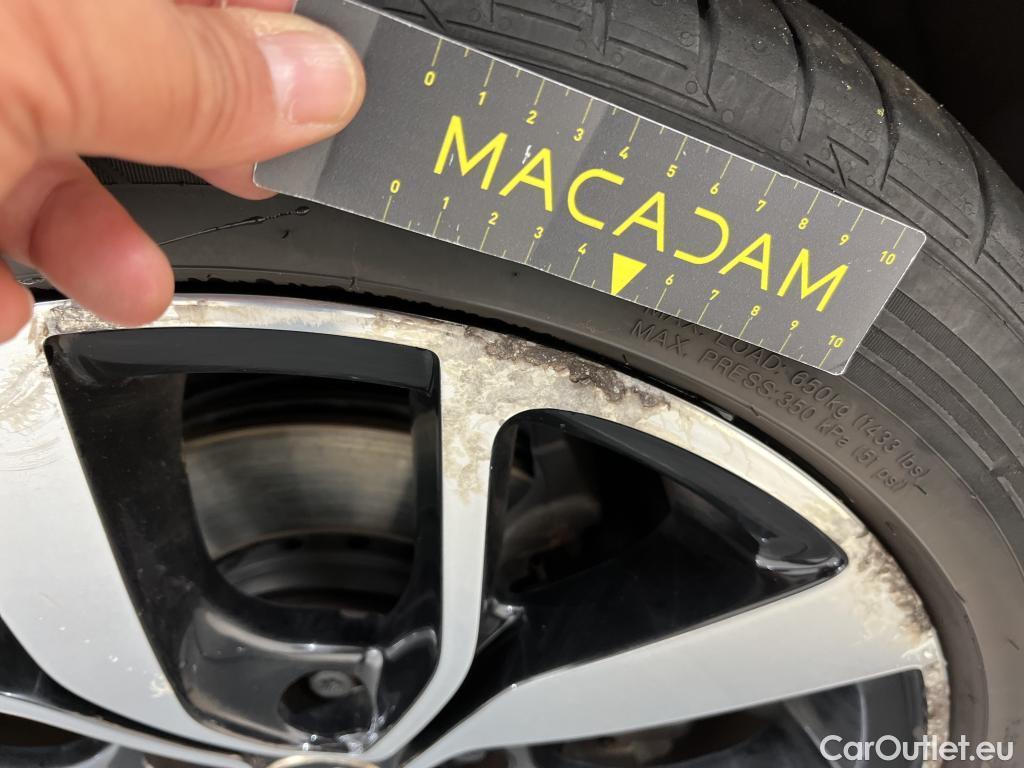 0 1 2 3 4 5 6 7 8 9 10
MACADAM
0 1 2 3 4 6 7 8 9 10
MAX. LOAD: 650kg (1433 lbs)
MAX. PRESS:350 kPa (51 psi)
CarOutlet.eu